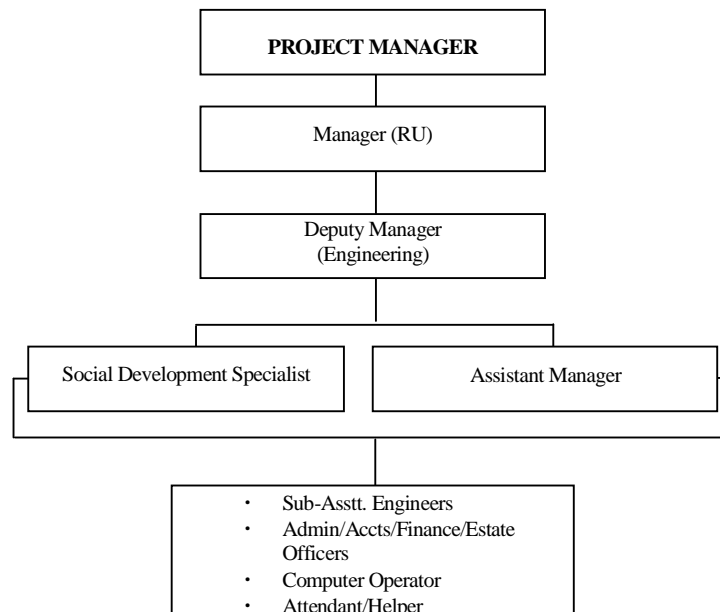 PROJECT MANAGER
Manager (RU)
Deputy Manager
(Engineering)
Social Development Specialist
Assistant Manager
· Sub-Asstt. Engineers
· Admin/Accts/Finance/Estate
Officers
· Computer Operator
· Attendant/Helper